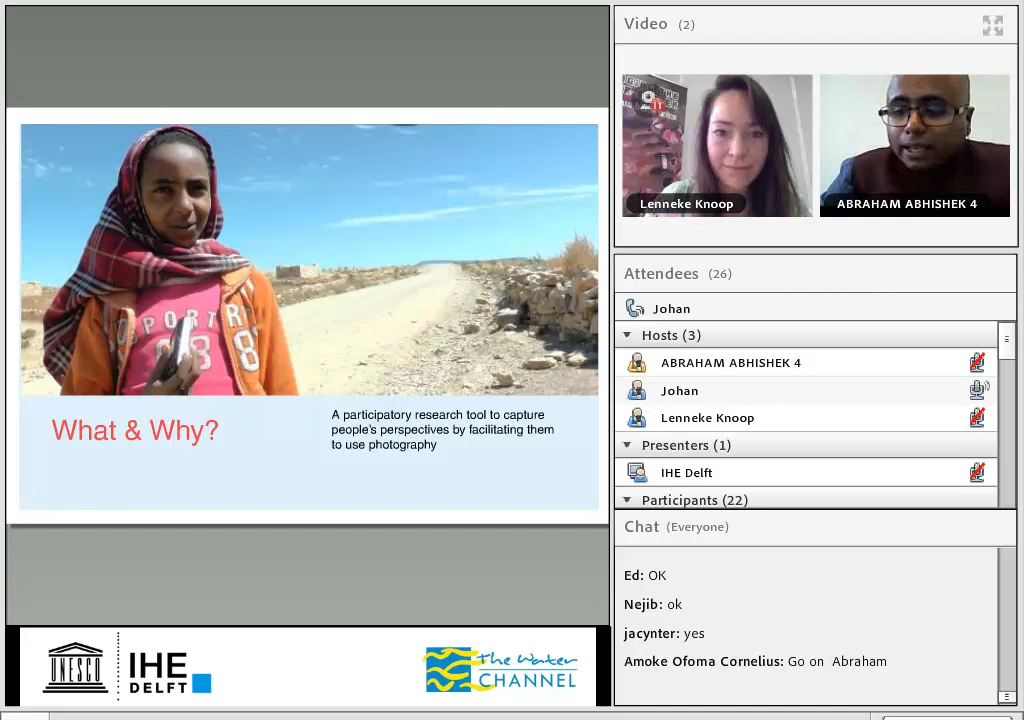 PORTR
88
What & Why?
A participatory research tool to capture
people's perspectives by facilitating them
to use photography
UNESCO
IHE
DELFT
The Water
CHANNEL
Video (2)
IT
Lenneke Knoop
ABRAHAM ABHISHEK 4
Attendees (26)
Johan
Hosts (3)
ABRAHAM ABHISHEK 4
Johan
Lenneke Knoop
Presenters (1)
IHE Delft
Participants (22)
Chat (Everyone)
Ed: OK
Nejib: ok
jacynter: yes
Amoke Ofoma Cornelius: Go on Abraham